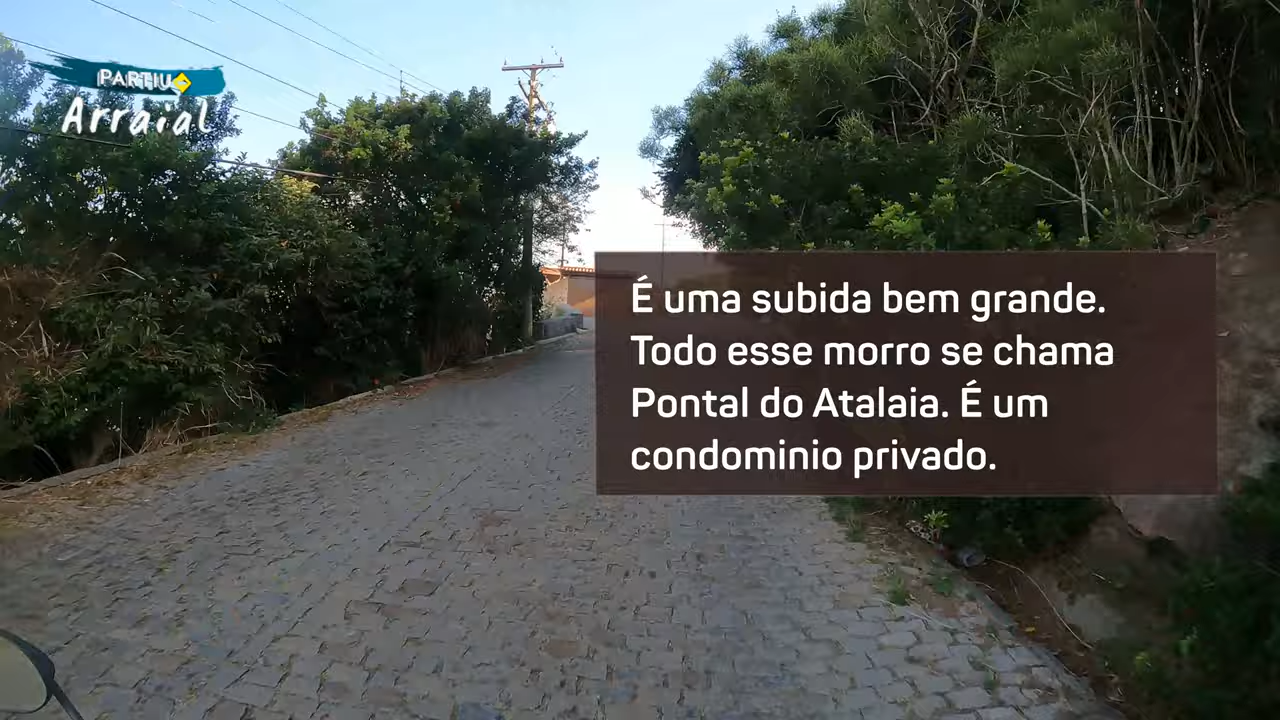 PARTIU
Arraial
É uma subida bem grande.
Todo esse morro se chama
Pontal do Atalaia. É um
condominio privado.